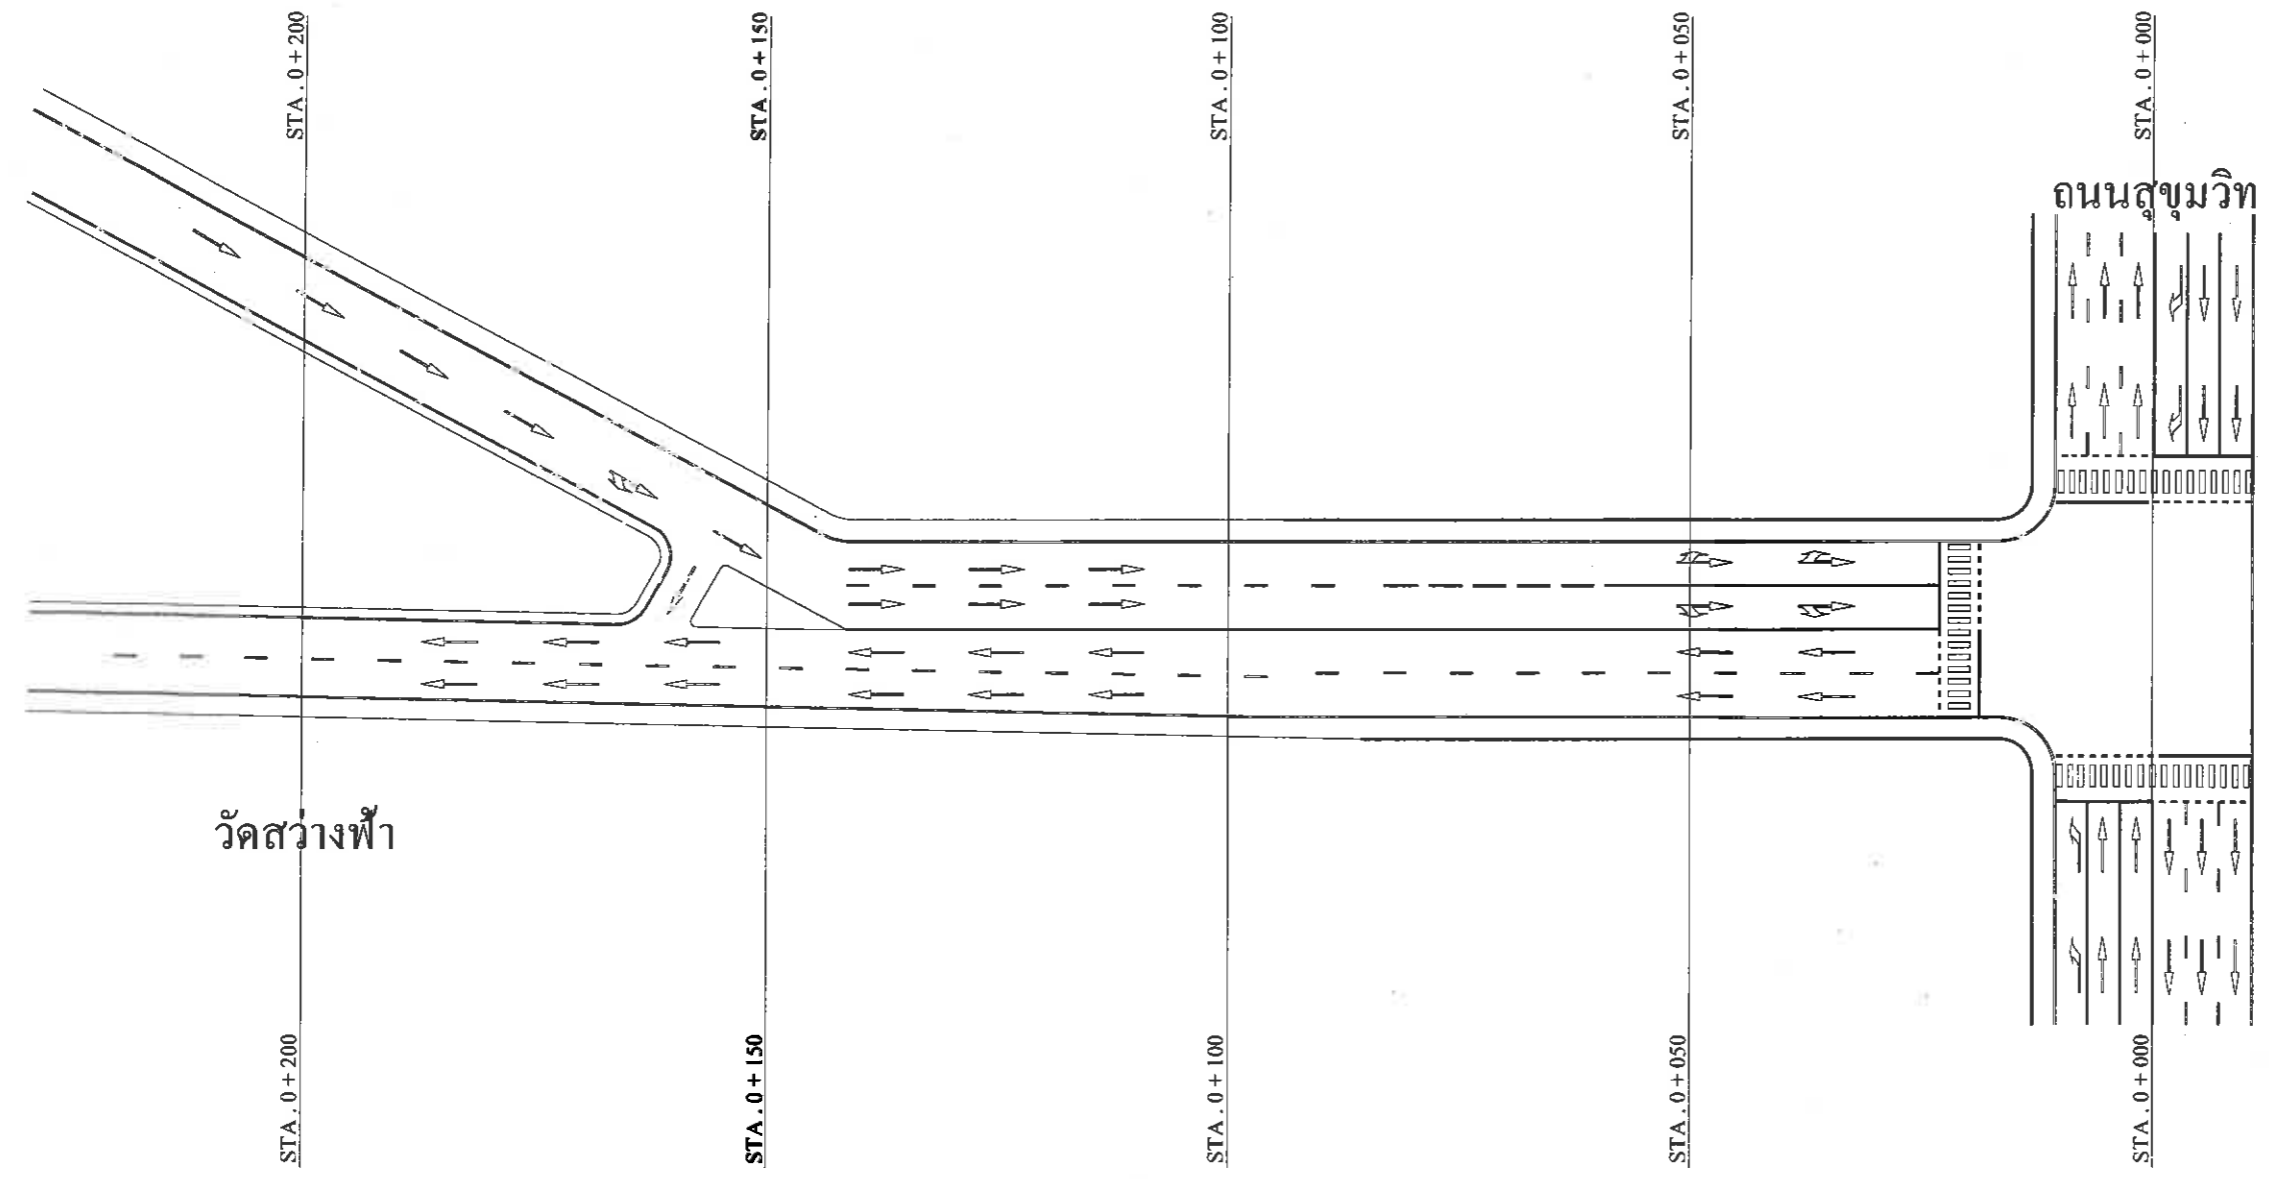 STA . 0 + 200
STA . 0 + 150
STA . 0 + 100
STA . 0 + 050
STA . 0 + 000
ถนนสุขุมวิท
วัดสว่างฟ้า
STA . 0 + 200
STA . 0 + 150
STA . 0 + 100
STA . 0 + 050
STA . 0 + 000